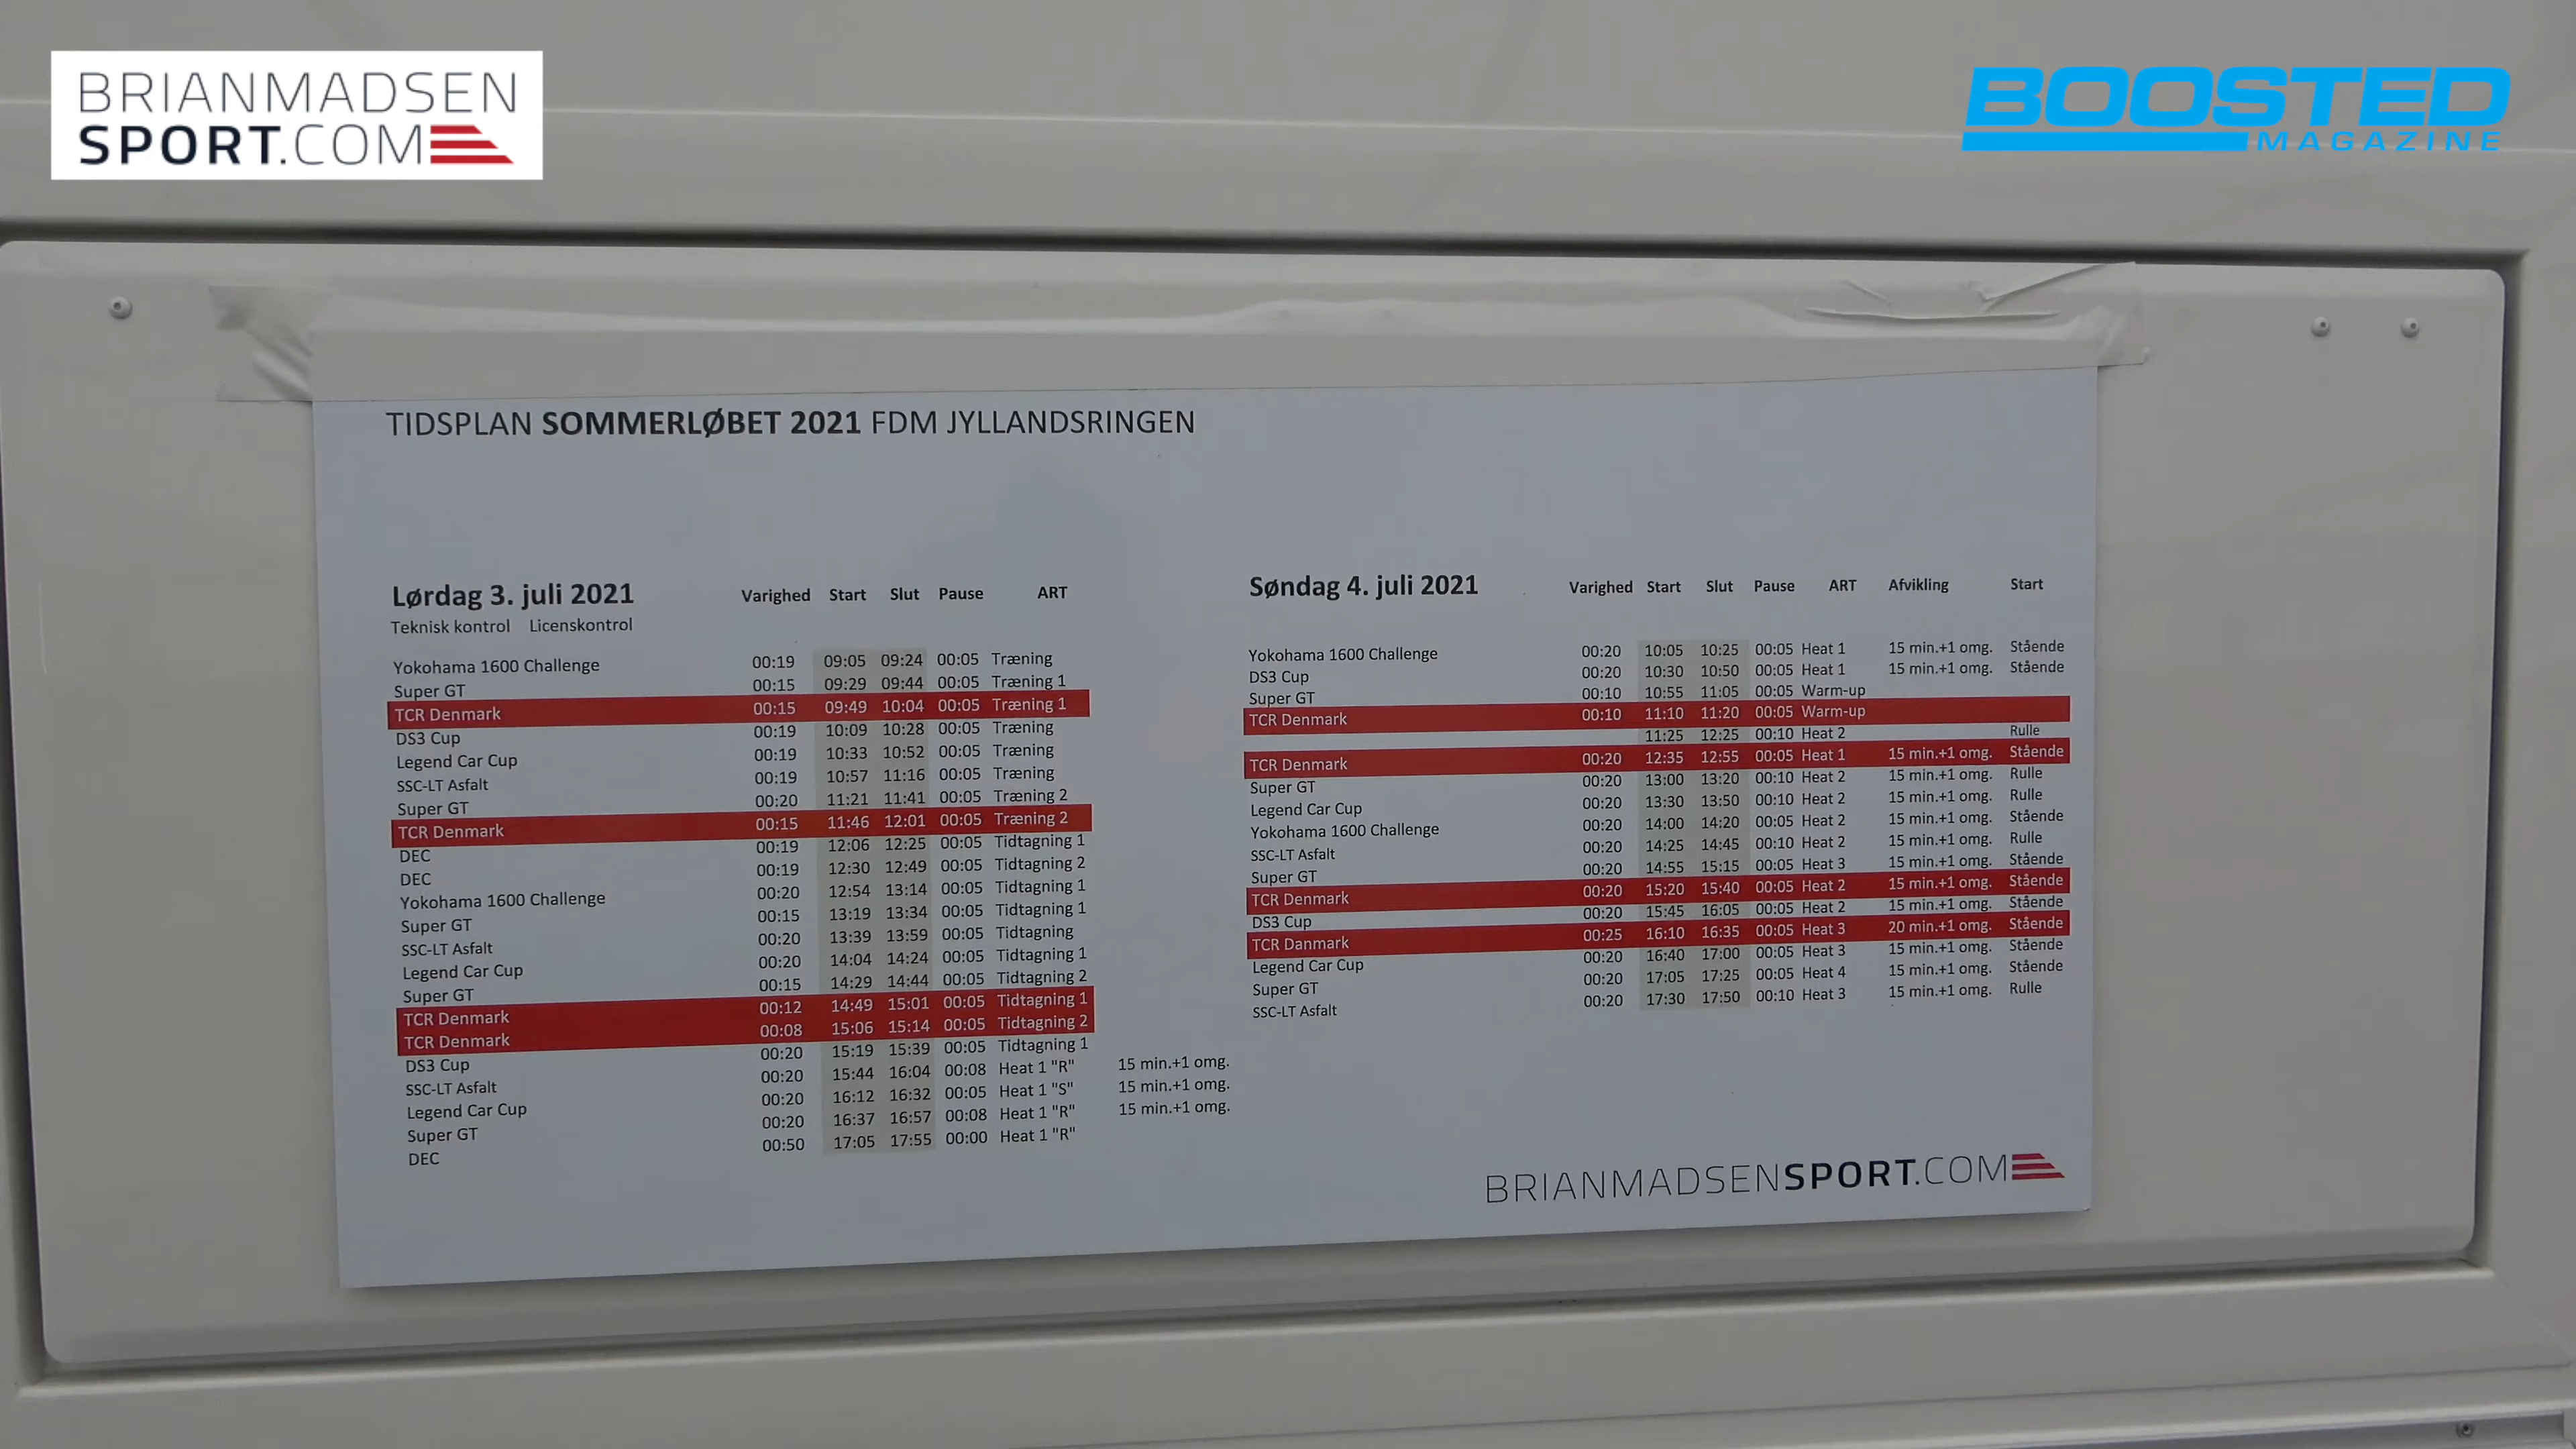 BRIANMADSEN
SPORT.COM
BOOSTED
MAGAZINE
TIDSPLAN SOMMERLØBET 2021 FDM JYLLANDSRINGEN
Lørdag 3. juli 2021 Varighed Start Slut Pause ART
Teknisk kontrol Licenskontrol
Yokohama 1600 Challenge 00:19 09:05 09:24 00:05 Træning
Super GT 00:15 09:29 09:44 00:05 Træning 1
TCR Denmark 00:15 09:49 10:04 00:05 Træning 1
DS3 Cup 00:19 10:09 10:28 00:05 Træning
Legend Car Cup 00:19 10:33 10:52 00:05 Træning
SSC-LT Asfalt 00:19 10:57 11:16 00:05 Træning
Super GT 00:20 11:21 11:41 00:05 Træning 2
TCR Denmark 00:15 11:46 12:01 00:05 Træning 2
DEC 00:19 12:06 12:25 00:05 Tidtagning 1
DEC 00:19 12:30 12:49 00:05 Tidtagning 2
Yokohama 1600 Challenge 00:20 12:54 13:14 00:05 Tidtagning 1
Super GT 00:15 13:19 13:34 00:05 Tidtagning 1
SSC-LT Asfalt 00:20 13:39 13:59 00:05 Tidtagning
Legend Car Cup 00:20 14:04 14:24 00:05 Tidtagning 1
Super GT 00:15 14:29 14:44 00:05 Tidtagning 2
TCR Denmark 00:12 14:49 15:01 00:05 Tidtagning 1
TCR Denmark 00:08 15:06 15:14 00:05 Tidtagning 2
DS3 Cup 00:20 15:19 15:39 00:05 Tidtagning 1
SSC-LT Asfalt 00:20 15:44 16:04 00:08 Heat 1 "R" 15 min.+1 omg.
Legend Car Cup 00:20 16:12 16:32 00:05 Heat 1 "S" 15 min.+1 omg.
Super GT 00:20 16:37 16:57 00:08 Heat 1 "R" 15 min.+1 omg.
DEC 00:50 17:05 17:55 00:00 Heat 1 "R"
Søndag 4. juli 2021 Varighed Start Slut Pause ART Afvikling Start
Yokohama 1600 Challenge 00:20 10:05 10:25 00:05 Heat 1 15 min.+1 omg. Stående
DS3 Cup 00:20 10:30 10:50 00:05 Heat 1 15 min.+1 omg. Stående
Super GT 00:10 10:55 11:05 00:05 Warm-up
TCR Denmark 00:10 11:10 11:20 00:05 Warm-up
11:25 12:25 00:10 Heat 2 Rulle
TCR Denmark 00:20 12:35 12:55 00:05 Heat 1 15 min.+1 omg. Stående
Super GT 00:20 13:00 13:20 00:10 Heat 2 15 min.+1 omg. Rulle
Legend Car Cup 00:20 13:30 13:50 00:10 Heat 2 15 min.+1 omg. Rulle
Yokohama 1600 Challenge 00:20 14:00 14:20 00:05 Heat 2 15 min.+1 omg. Stående
SSC-LT Asfalt 00:20 14:25 14:45 00:10 Heat 2 15 min.+1 omg. Rulle
Super GT 00:20 14:55 15:15 00:05 Heat 3 15 min.+1 omg. Stående
TCR Denmark 00:20 15:20 15:40 00:05 Heat 2 15 min.+1 omg. Stående
DS3 Cup 00:20 15:45 16:05 00:05 Heat 2 15 min.+1 omg. Stående
TCR Danmark 00:25 16:10 16:35 00:05 Heat 3 20 min.+1 omg. Stående
Legend Car Cup 00:20 16:40 17:00 00:05 Heat 3 15 min.+1 omg. Stående
Super GT 00:20 17:05 17:25 00:05 Heat 4 15 min.+1 omg. Stående
SSC-LT Asfalt 00:20 17:30 17:50 00:10 Heat 3 15 min.+1 omg. Rulle
BRIANMADSENSPORT.COM